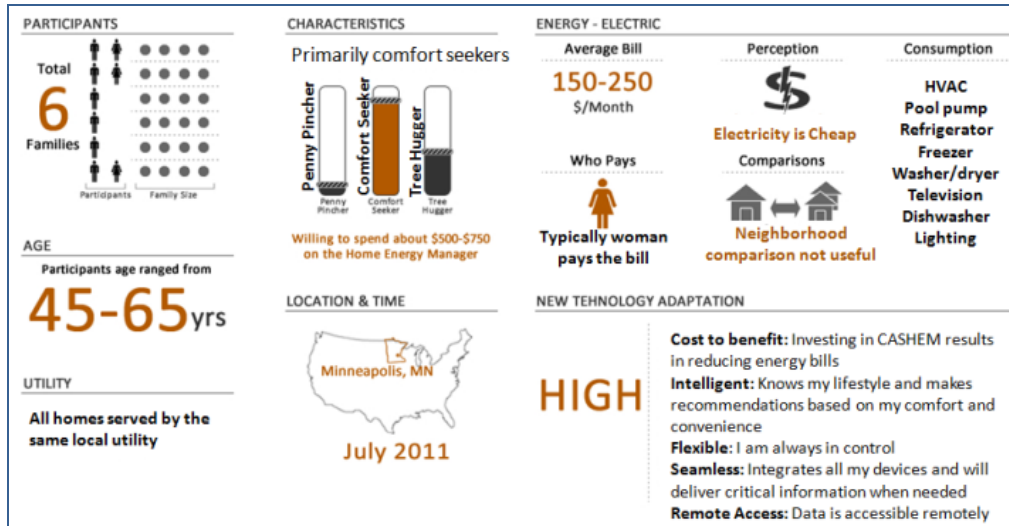 PARTICIPANTS
Total
6
Families
Participants
Family Size
AGE
Participants age ranged from
45-65yrs
UTILITY
All homes served by the
same local utility
CHARACTERISTICS
Primarily comfort seekers
Penny Pincher
Comfort Seeker
Tree Hugger
Penny
Pincher
Comfort
Seeker
Tree
Hugger
Willing to spend about $500-$750
on the Home Energy Manager
LOCATION & TIME
Minneapolis, MN
July 2011
ENERGY - ELECTRIC
Average Bill
150-250
$/Month
Perception
$
Electricity is Cheap
Consumption
HVAC
Pool pump
Refrigerator
Freezer
Washer/dryer
Television
Dishwasher
Lighting
Who Pays
Typically woman
pays the bill
Comparisons
Neighborhood
comparison not useful
NEW TEHNOLOGY ADAPTATION
HIGH
Cost to benefit: Investing in CASHEM results
in reducing energy bills
Intelligent: Knows my lifestyle and makes
recommendations based on my comfort and
convenience
Flexible: I am always in control
Seamless: Integrates all my devices and will
deliver critical information when needed
Remote Access: Data is accessible remotely